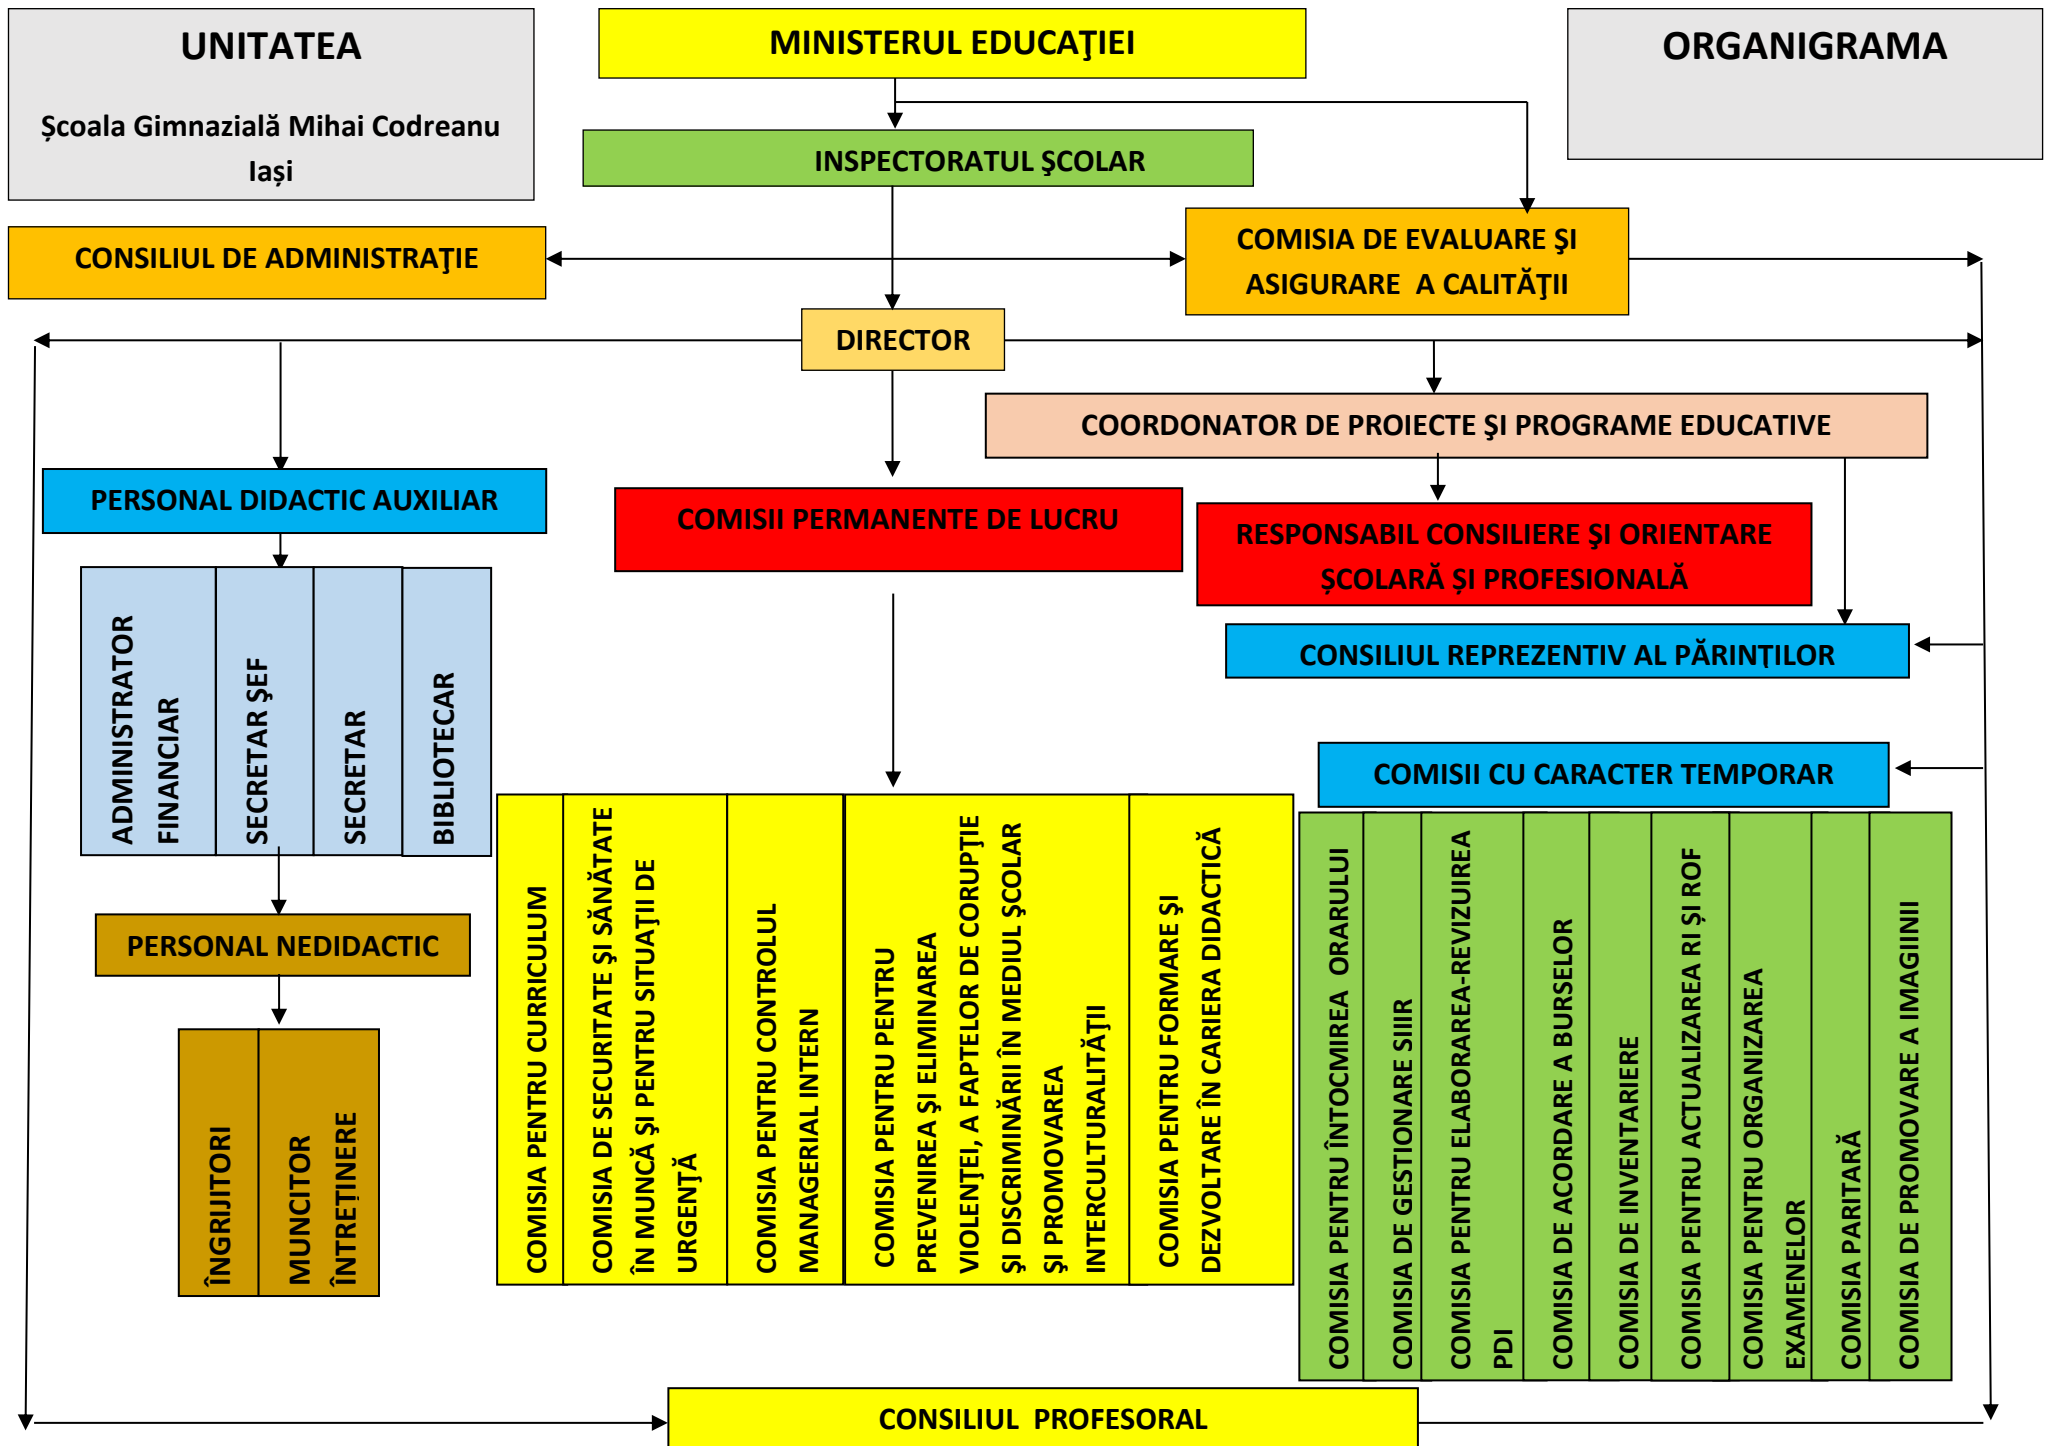 UNITATEA
Școala Gimnazială Mihai Codreanu
Iași
MINISTERUL EDUCAŢIEI
ORGANIGRAMA
INSPECTORATUL ŞCOLAR
CONSILIUL DE ADMINISTRAŢIE
COMISIA DE EVALUARE ŞI
ASIGURARE A CALITĂŢII
DIRECTOR
COORDONATOR DE PROIECTE ŞI PROGRAME EDUCATIVE
PERSONAL DIDACTIC AUXILIAR
COMISII PERMANENTE DE LUCRU
RESPONSABIL CONSILIERE ŞI ORIENTARE
ȘCOLARĂ ȘI PROFESIONALĂ
CONSILIUL REPREZENTIV AL PĂRINŢILOR
ADMINISTRATOR
FINANCIAR
SECRETAR ŞEF
SECRETAR
BIBLIOTECAR
COMISII CU CARACTER TEMPORAR
PERSONAL NEDIDACTIC
ÎNGRIJITORI
MUNCITOR
ÎNTREȚINERE
COMISIA PENTRU CURRICULUM
COMISIA DE SECURITATE ŞI SĂNĂTATE
ÎN MUNCĂ ŞI PENTRU SITUAŢII DE
URGENŢĂ
COMISIA PENTRU CONTROLUL
MANAGERIAL INTERN
COMISIA PENTRU PENTRU
PREVENIREA ŞI ELIMINAREA
VIOLENŢEI, A FAPTELOR DE CORUPŢIE
ŞI DISCRIMINĂRII ÎN MEDIUL ŞCOLAR
ŞI PROMOVAREA
INTERCULTURALITĂŢII
COMISIA PENTRU FORMARE ŞI
DEZVOLTARE ÎN CARIERA DIDACTICĂ
COMISIA PENTRU ÎNTOCMIREA ORARULUI
COMISIA DE GESTIONARE SIIIR
COMISIA PENTRU ELABORAREA-REVIZUIREA
PDI
COMISIA DE ACORDARE A BURSELOR
COMISIA DE INVENTARIERE
COMISIA PENTRU ACTUALIZAREA RI ȘI ROF
COMISIA PENTRU ORGANIZAREA
EXAMENELOR
COMISIA PARITARĂ
COMISIA DE PROMOVARE A IMAGIINII
CONSILIUL PROFESORAL